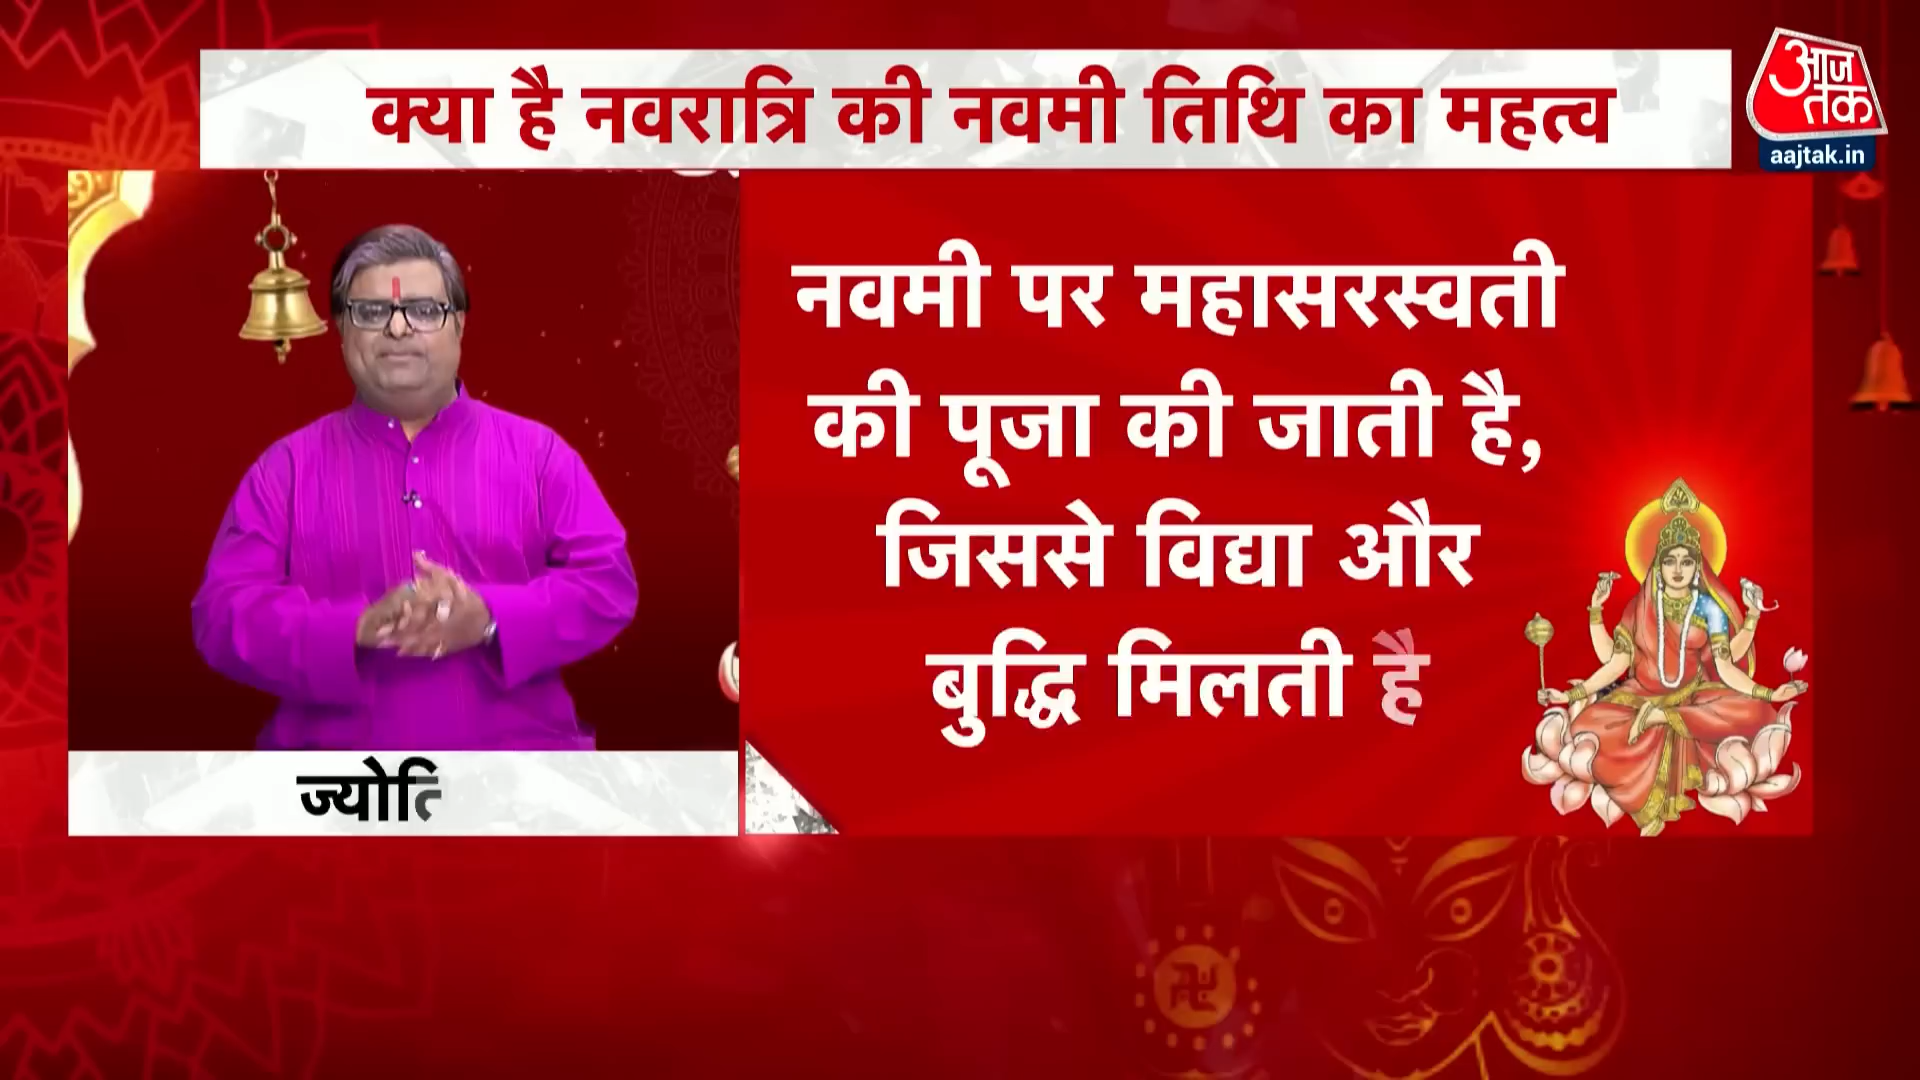 क्या है नवरात्रि की नवमी तिथि का महत्व
आज
तक
aajtak.in
नवमी पर महासरस्वती
की पूजा की जाती है,
जिससे विद्या और
बुद्धि मिलती है
ज्योति